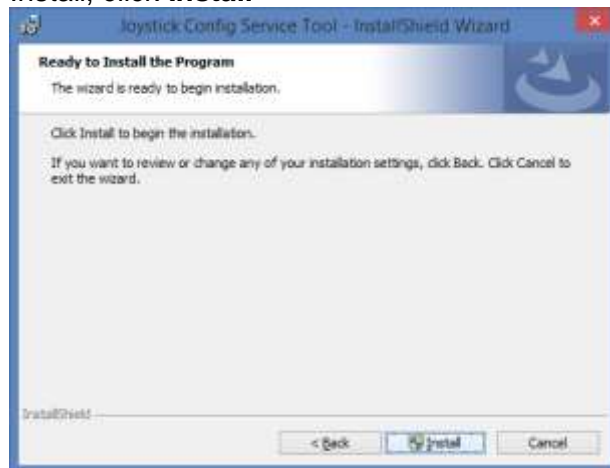 Install, click Install
Joystick Config Service Tool - InstallShield Wizard
Ready to Install the Program
The wizard is ready to begin installation.
Click Install to begin the installation.
If you want to review or change any of your installation settings, click Back. Click Cancel to
exit the wizard.
InstallShield
< Back
Install
Cancel